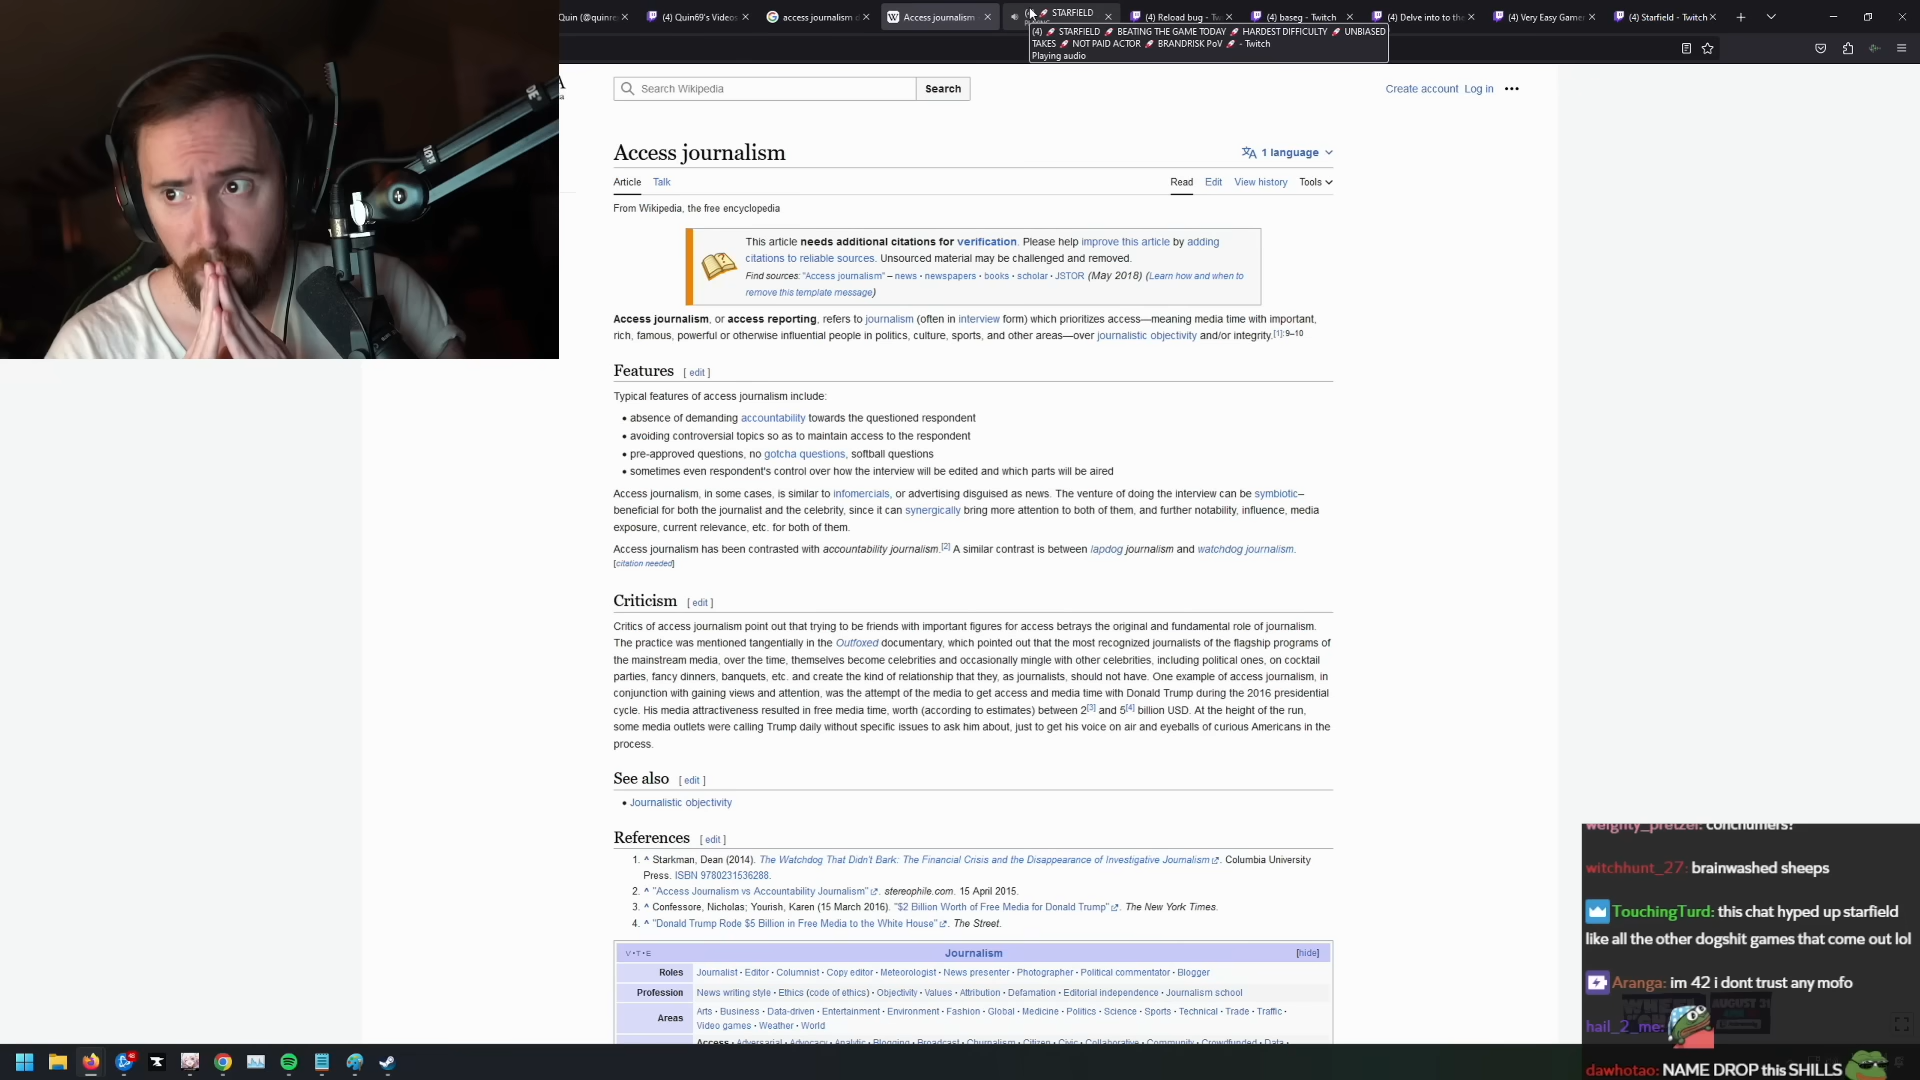 Quin (@quinre
(4) Quin69's Videos
access journalism d
Access journalism
STARFIELD
(4) Reload bug - Tw
(4) baseg - Twitch
(4) Delve into to the
(4) Very Easy Game
(4) Starfield - Twitch
(4) 🚀 STARFIELD 🚀 BEATING THE GAME TODAY 🚀 HARDEST DIFFICULTY 🚀 UNBIASED
TAKES 🚀 NOT PAID ACTOR 🚀 BRANDRISK PoV 🚀 - Twitch
Playing audio
Search Wikipedia
Search
Create account Log in •••
Access journalism
1 language
Article Talk
Read Edit View history Tools
From Wikipedia, the free encyclopedia
This article needs additional citations for verification. Please help improve this article by adding
citations to reliable sources. Unsourced material may be challenged and removed.
Find sources: "Access journalism" – news · newspapers · books · scholar · JSTOR (May 2018) (Learn how and when to
remove this template message)
Access journalism, or access reporting, refers to journalism (often in interview form) which prioritizes access—meaning media time with important,
rich, famous, powerful or otherwise influential people in politics, culture, sports, and other areas—over journalistic objectivity and/or integrity.[1]:9–10
Features [ edit ]
Typical features of access journalism include:
• absence of demanding accountability towards the questioned respondent
• avoiding controversial topics so as to maintain access to the respondent
• pre-approved questions, no gotcha questions, softball questions
• sometimes even respondent's control over how the interview will be edited and which parts will be aired
Access journalism, in some cases, is similar to infomercials, or advertising disguised as news. The venture of doing the interview can be symbiotic–
beneficial for both the journalist and the celebrity, since it can synergically bring more attention to both of them, and further notability, influence, media
exposure, current relevance, etc. for both of them.
Access journalism has been contrasted with accountability journalism.[2] A similar contrast is between lapdog journalism and watchdog journalism.
[citation needed]
Criticism [ edit ]
Critics of access journalism point out that trying to be friends with important figures for access betrays the original and fundamental role of journalism.
The practice was mentioned tangentially in the Outfoxed documentary, which pointed out that the most recognized journalists of the flagship programs of
the mainstream media, over the time, themselves become celebrities and occasionally mingle with other celebrities, including political ones, on cocktail
parties, fancy dinners, banquets, etc. and create the kind of relationship that they, as journalists, should not have. One example of access journalism, in
conjunction with gaining views and attention, was the attempt of the media to get access and media time with Donald Trump during the 2016 presidential
cycle. His media attractiveness resulted in free media time, worth (according to estimates) between 2[3] and 5[4] billion USD. At the height of the run,
some media outlets were calling Trump daily without specific issues to ask him about, just to get his voice on air and eyeballs of curious Americans in the
process.
See also [ edit ]
• Journalistic objectivity
References [ edit ]
1. ^ Starkman, Dean (2014). The Watchdog That Didn't Bark: The Financial Crisis and the Disappearance of Investigative Journalism. Columbia University
Press. ISBN 9780231536288.
2. ^ "Access Journalism vs Accountability Journalism". stereophile.com. 15 April 2015.
3. ^ Confessore, Nicholas; Yourish, Karen (15 March 2016). "$2 Billion Worth of Free Media for Donald Trump". The New York Times.
4. ^ "Donald Trump Rode $5 Billion in Free Media to the White House". The Street.
V·T·E Journalism [hide]
Roles Journalist · Editor · Columnist · Copy editor · Meteorologist · News presenter · Photographer · Political commentator · Blogger
Profession News writing style · Ethics (code of ethics) · Objectivity · Values · Attribution · Defamation · Editorial independence · Journalism school
Areas Arts · Business · Data-driven · Entertainment · Environment · Fashion · Global · Medicine · Politics · Science · Sports · Technical · Trade · Traffic ·
Video games · Weather · World
Access · Adversarial · Advocacy · Analytic · Blogging · Broadcast · Churnalism · Citizen · Civic · Collaborative · Community · Crowdfunded · Data-
weighty_pretzel: conchumers?
witchhunt_27: brainwashed sheeps
TouchingTurd: this chat hyped up starfield
like all the other dogshit games that come out lol
Aranga: im 42 i dont trust any mofo
hail_2_me:
dawhotao: NAME DROP this SHILLS